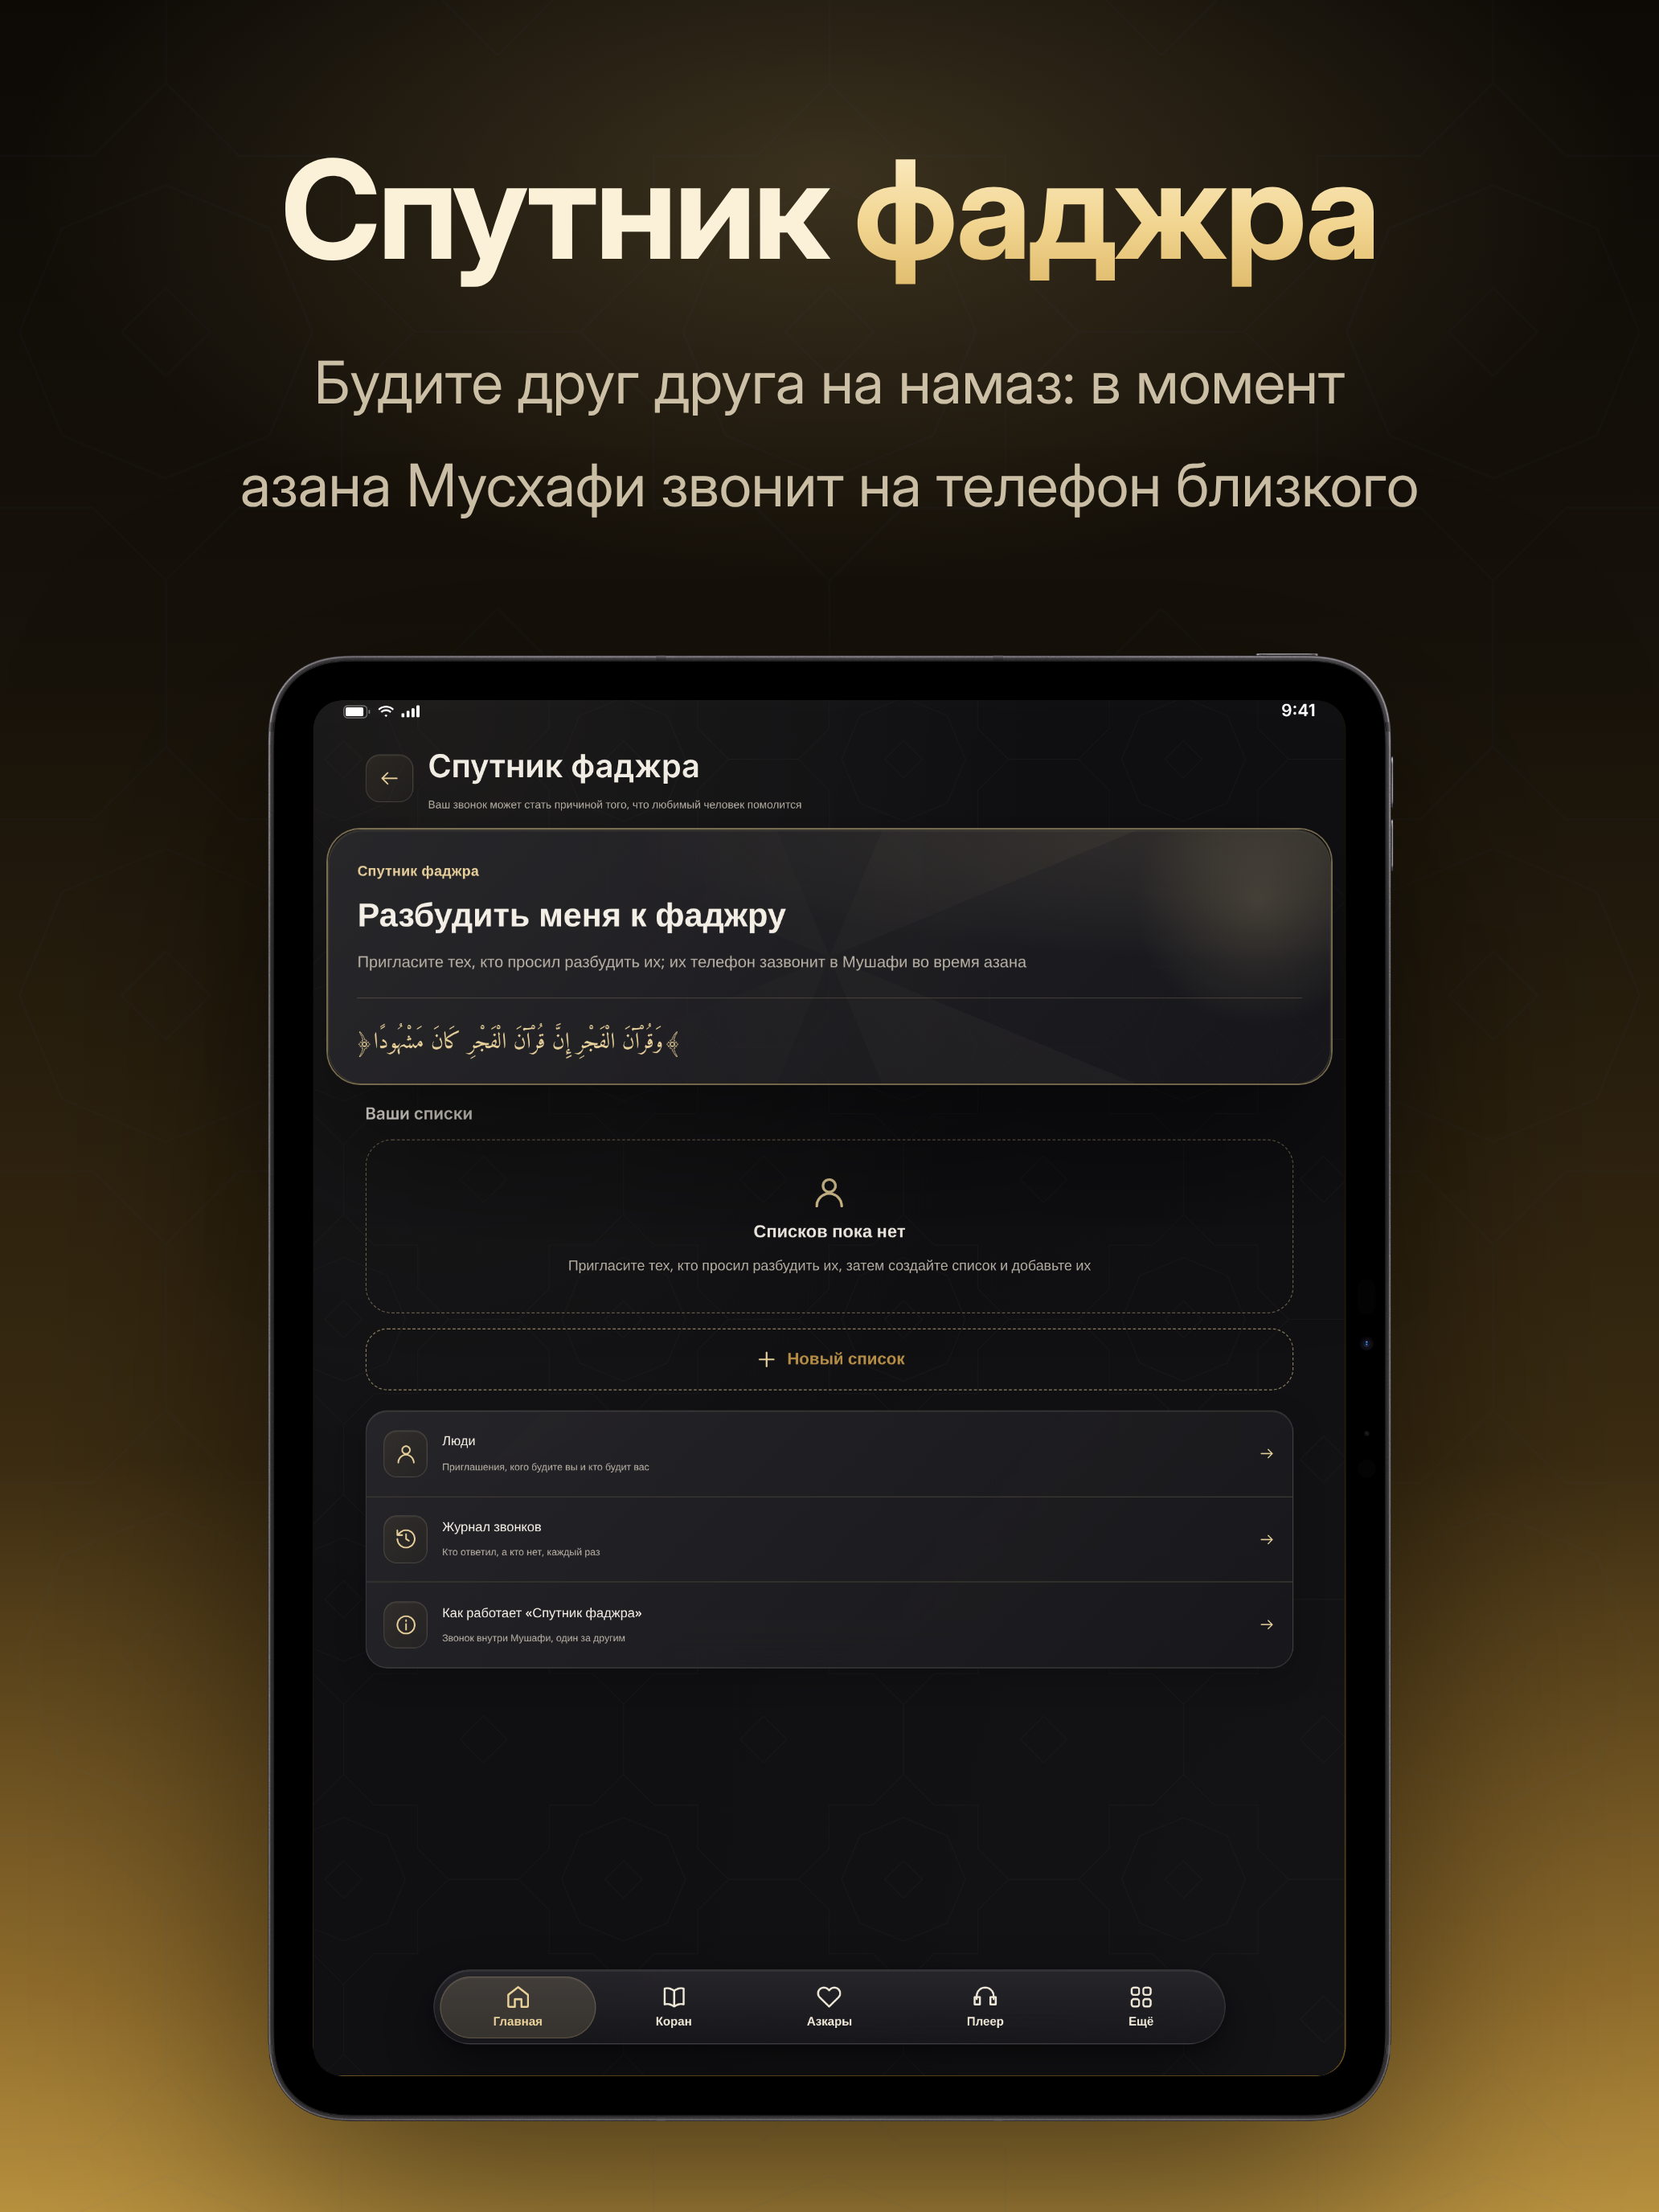 Спутник фаджра
Будите друг друга на намаз: в момент
азана Мусхафи звонит на телефон близкого
9:41
Спутник фаджра
Ваш звонок может стать причиной того, что любимый человек помолится
Спутник фаджра
Разбудить меня к фаджру
Пригласите тех, кто просил разбудить их; их телефон зазвонит в Мушафи во время азана
﴿وَقُرْآنَ الْفَجْرِ إِنَّ قُرْآنَ الْفَجْرِ كَانَ مَشْهُودًا﴾
Ваши списки
Списков пока нет
Пригласите тех, кто просил разбудить их, затем создайте список и добавьте их
Новый список
Люди
Приглашения, кого будите вы и кто будит вас
Журнал звонков
Кто ответил, а кто нет, каждый раз
Как работает «Спутник фаджра»
Звонок внутри Мушафи, один за другим
Главная
Коран
Азкары
Плеер
Ещё